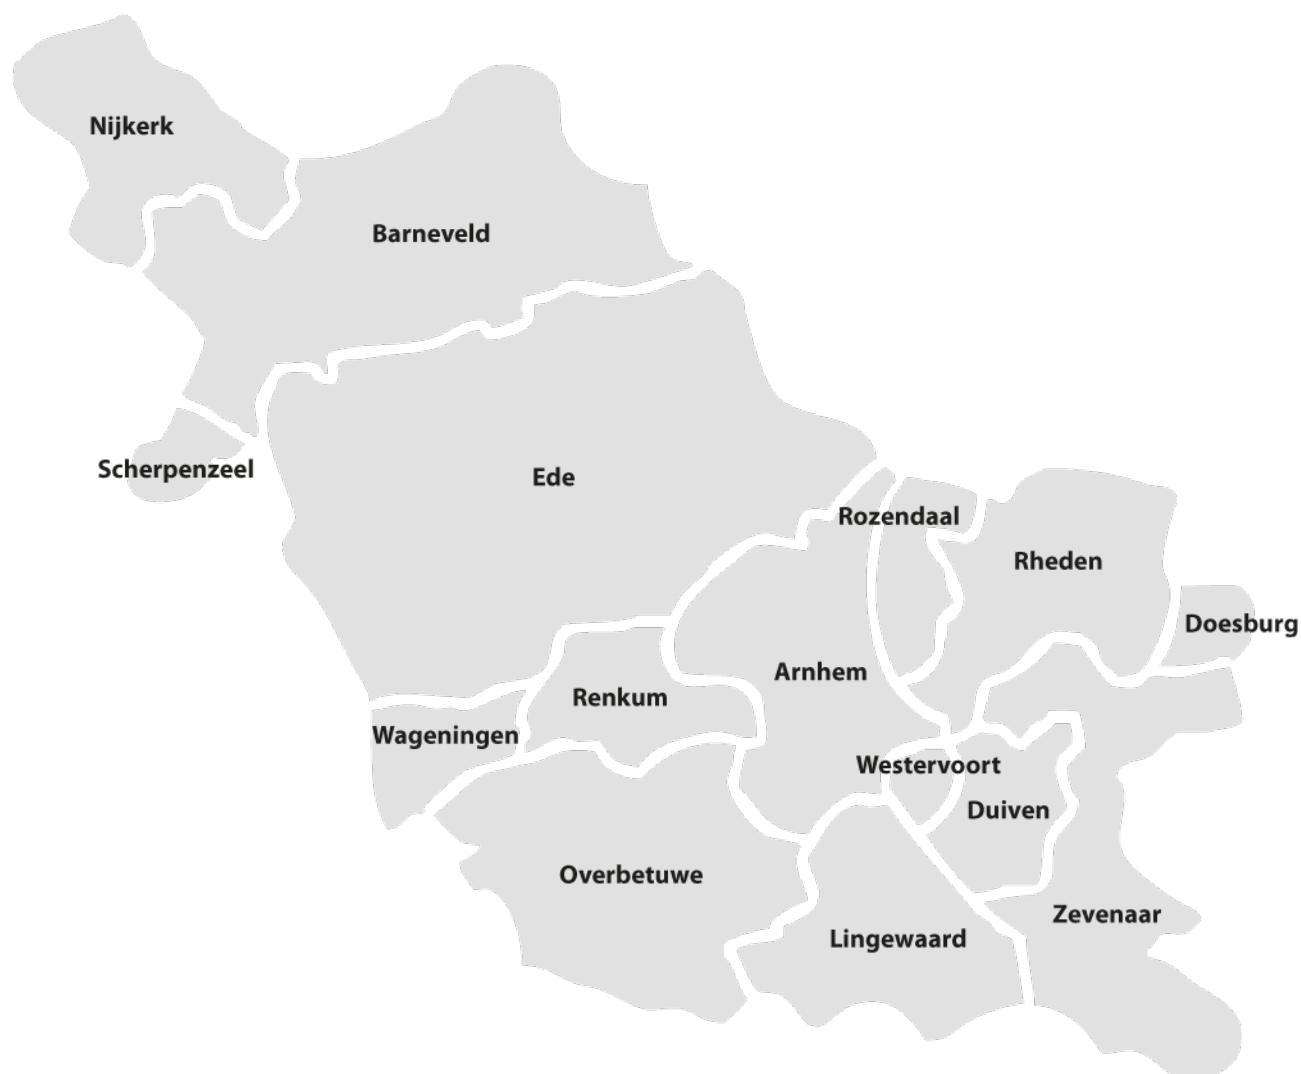 Nijkerk
Barneveld
Scherpenzeel
Ede
Rozendaal
Rheden
Doesburg
Arnhem
Renkum
Wageningen
Westervoort
Duiven
Overbetuwe
Zevenaar
Lingewaard